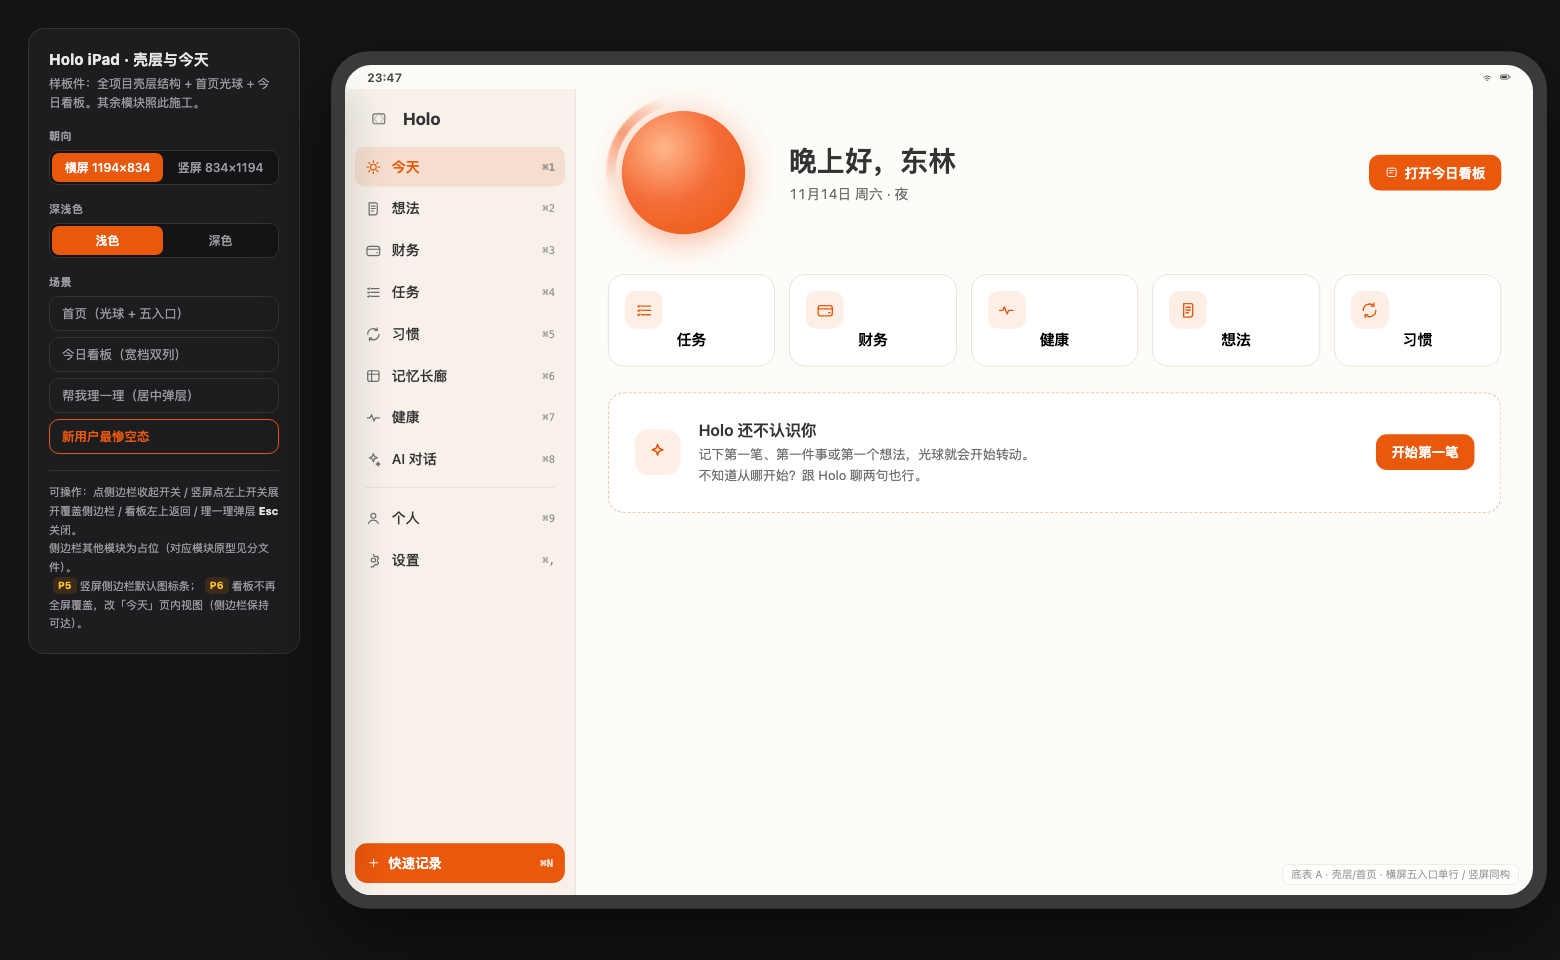 Holo iPad · 壳层与今天
样板件：全项目壳层结构 + 首页光球 + 今
日看板。其余模块照此施工。
朝向
横屏 1194×834
竖屏 834×1194
深浅色
浅色
深色
场景
首页（光球 + 五入口）
今日看板（宽档双列）
帮我理一理（居中弹层）
新用户最惨空态
可操作：点侧边栏收起开关 / 竖屏点左上开关展
开覆盖侧边栏 / 看板左上返回 / 理一理弹层 Esc
关闭。
侧边栏其他模块为占位（对应模块原型见分文
件）。
P5 竖屏侧边栏默认图标条； P6 看板不再
全屏覆盖，改「今天」页内视图（侧边栏保持
可达）。
23:47
Holo
今天 ⌘1
想法 ⌘2
财务 ⌘3
任务 ⌘4
习惯 ⌘5
记忆长廊 ⌘6
健康 ⌘7
AI 对话 ⌘8
个人 ⌘9
设置 ⌘,
快速记录 ⌘N
晚上好，东林
11月14日 周六 · 夜
打开今日看板
任务
财务
健康
想法
习惯
Holo 还不认识你
记下第一笔、第一件事或第一个想法，光球就会开始转动。
不知道从哪开始？跟 Holo 聊两句也行。
开始第一笔
底表 A · 壳层/首页 · 横屏五入口单行 / 竖屏同构